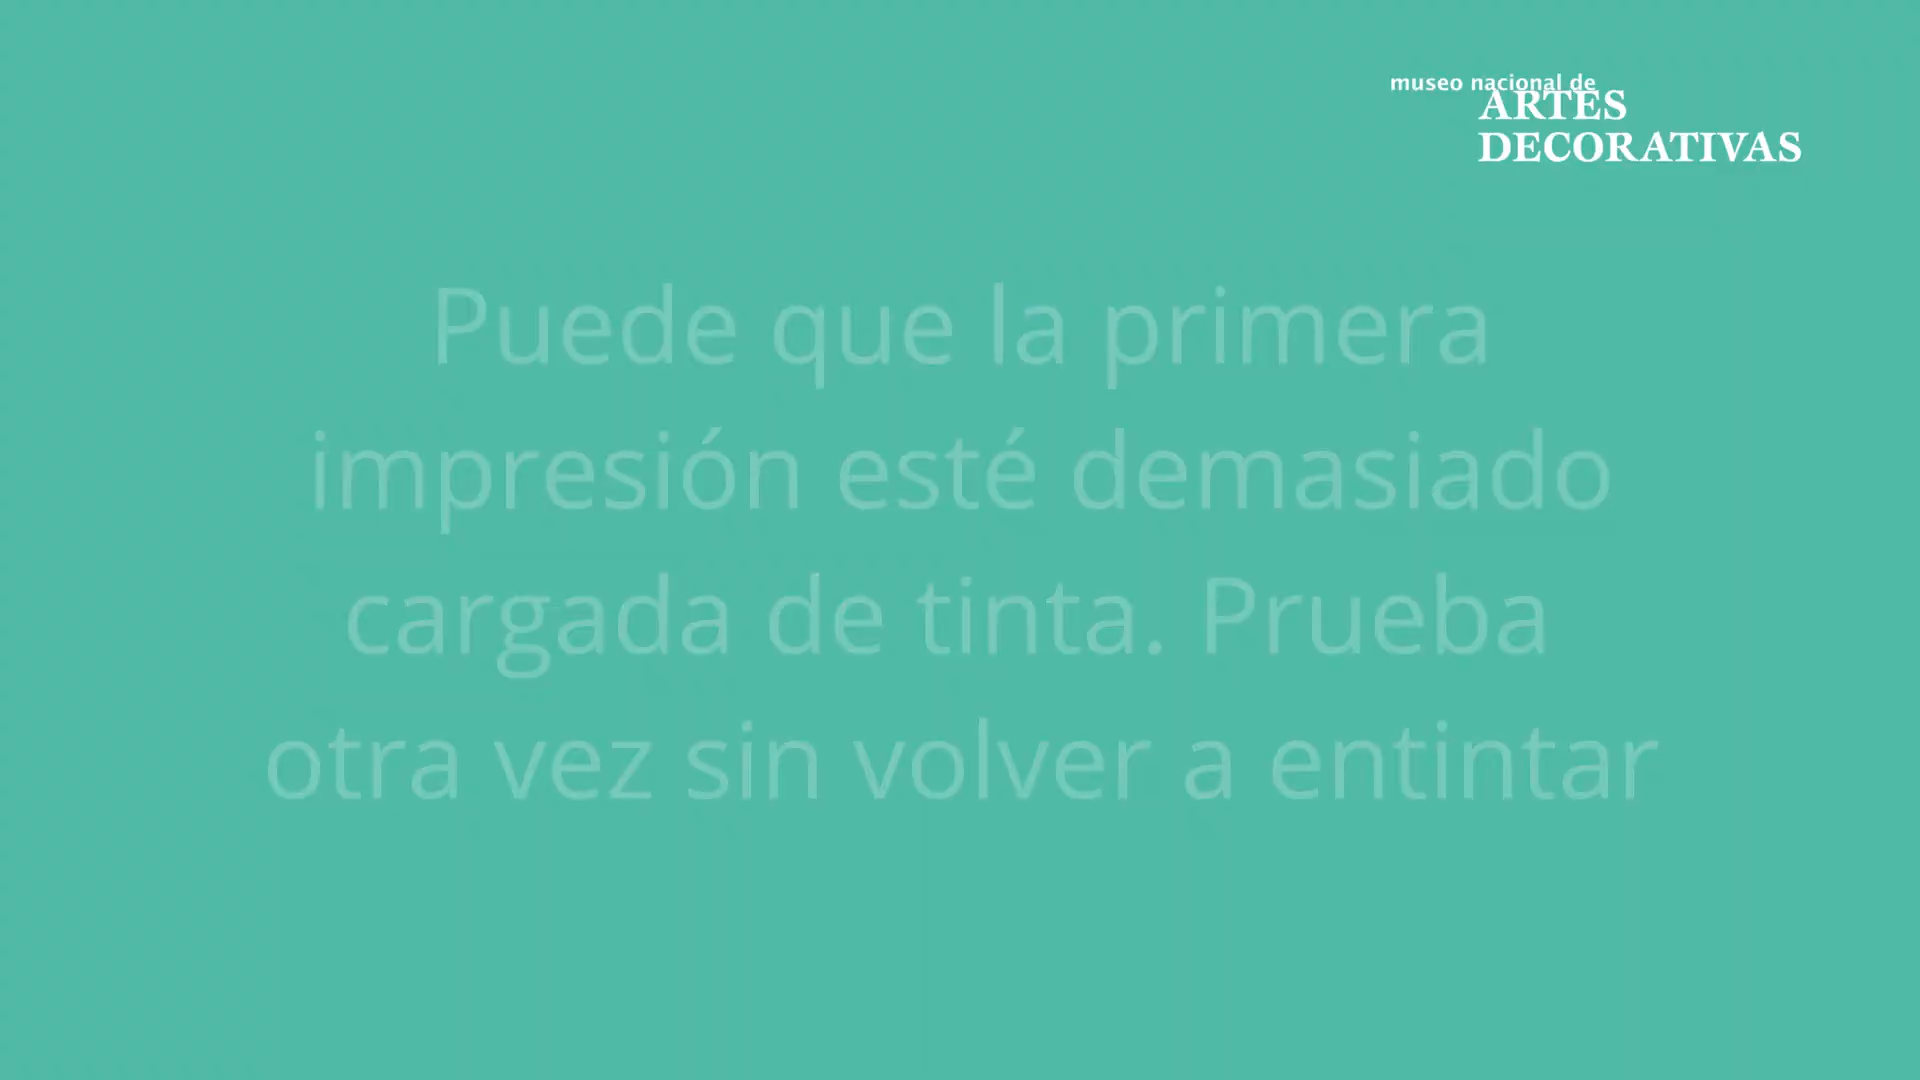 museo nacional de
ARTES
DECORATIVAS
Puede que la primera
impresión esté demasiado
cargada de tinta. Prueba
otra vez sin volver a entintar